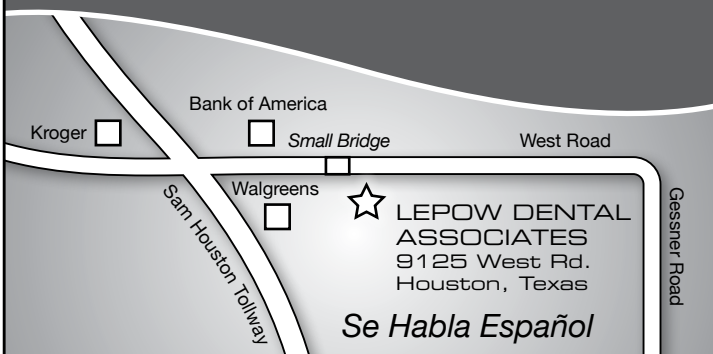 Bank of America
Kroger
Small Bridge
West Road
Walgreens
Sam Houston Tollway
LEPOW DENTAL
ASSOCIATES
9125 West Rd.
Houston, Texas
Gessner Road
Se Habla Español